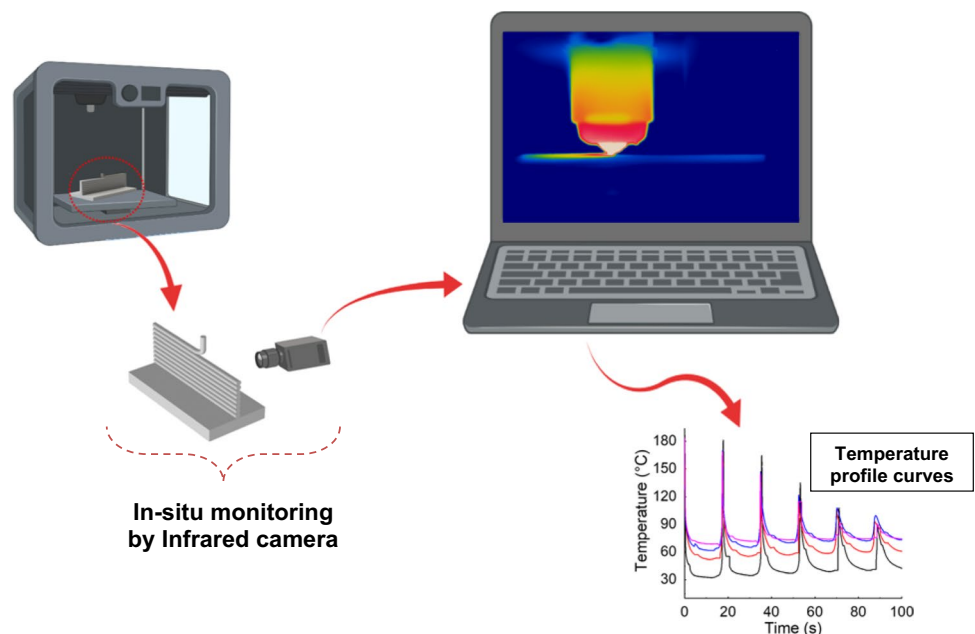 In-situ monitoring
by Infrared camera
Temperature
profile curves
Temperature (°C)
180
150
120
90
60
30
0
20
40
60
80
100
Time (s)